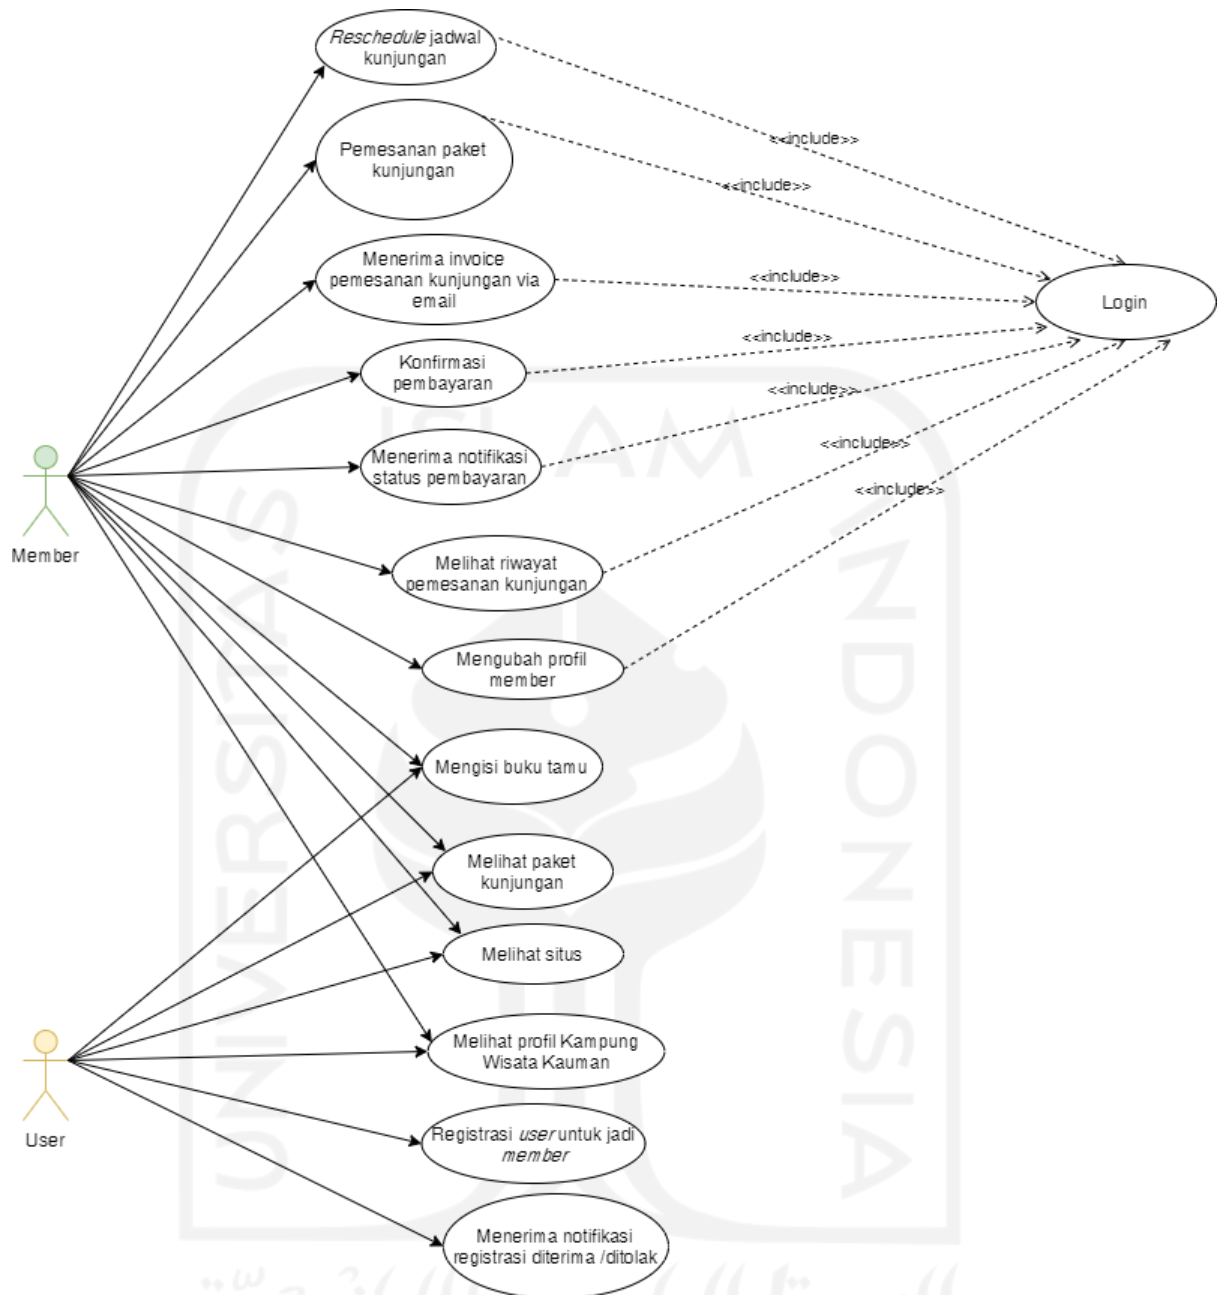 Reschedule jadwal
kunjungan
<<include>>
Pemesanan paket
kunjungan
<<include>>
Menerima invoice
pemesanan kunjungan via
email
<<include>>
Login
Konfirmasi
pembayaran
<<include>>
Menerima notifikasi
status pembayaran
<<include>>
Member
Melihat riwayat
pemesanan kunjungan
<<include>>
Mengubah profil
member
<<include>>
Mengisi buku tamu
Melihat paket
kunjungan
Melihat situs
Melihat profil Kampung
Wisata Kauman
User
Registrasi user untuk jadi
member
Menerima notifikasi
registrasi diterima /ditolak
UNIVERSITAS
ISLAM
INDONESIA